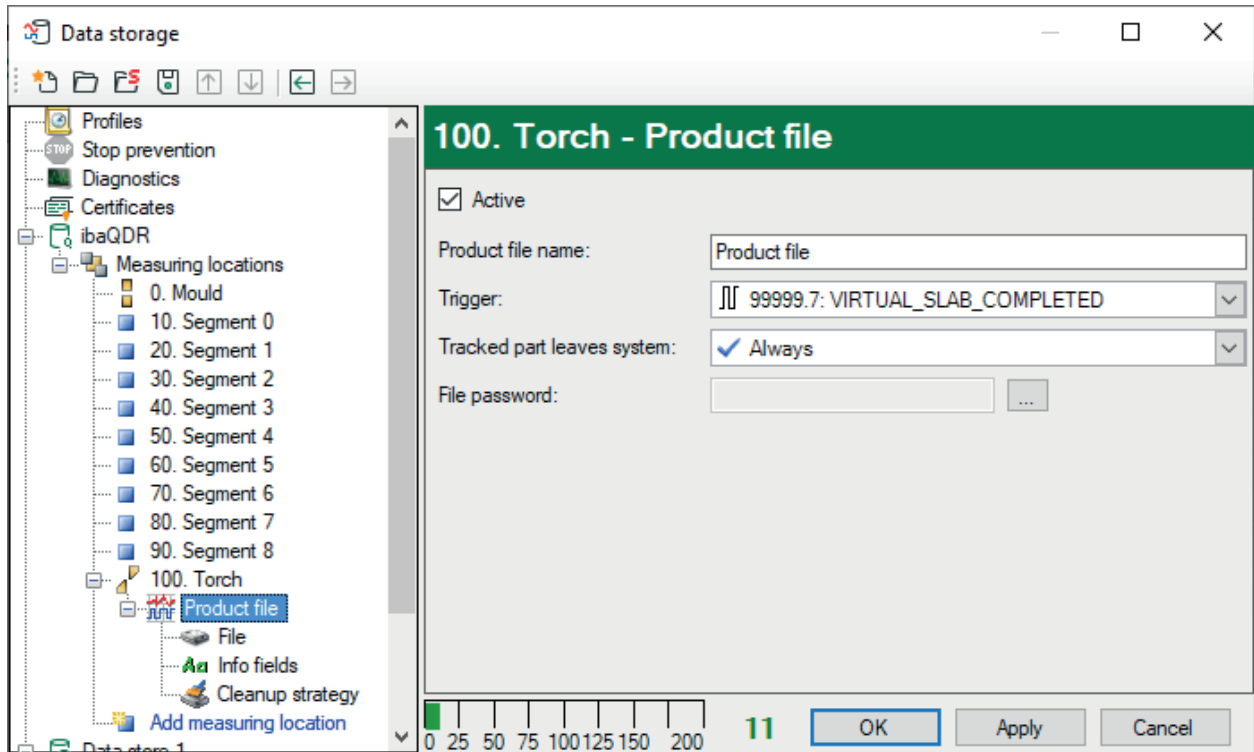 Data storage
Profiles
STOP
Stop prevention
Diagnostics
Certificates
ibaQDR
Measuring locations
0. Mould
10. Segment 0
20. Segment 1
30. Segment 2
40. Segment 3
50. Segment 4
60. Segment 5
70. Segment 6
80. Segment 7
90. Segment 8
100. Torch
Product file
File
Aa Info fields
Cleanup strategy
Add measuring location
Data store 1
100. Torch - Product file
Active
Product file name: Product file
Trigger: 99999.7: VIRTUAL_SLAB_COMPLETED
Tracked part leaves system: Always
File password: ...
0 25 50 75 100 125 150 200 11 OK Apply Cancel